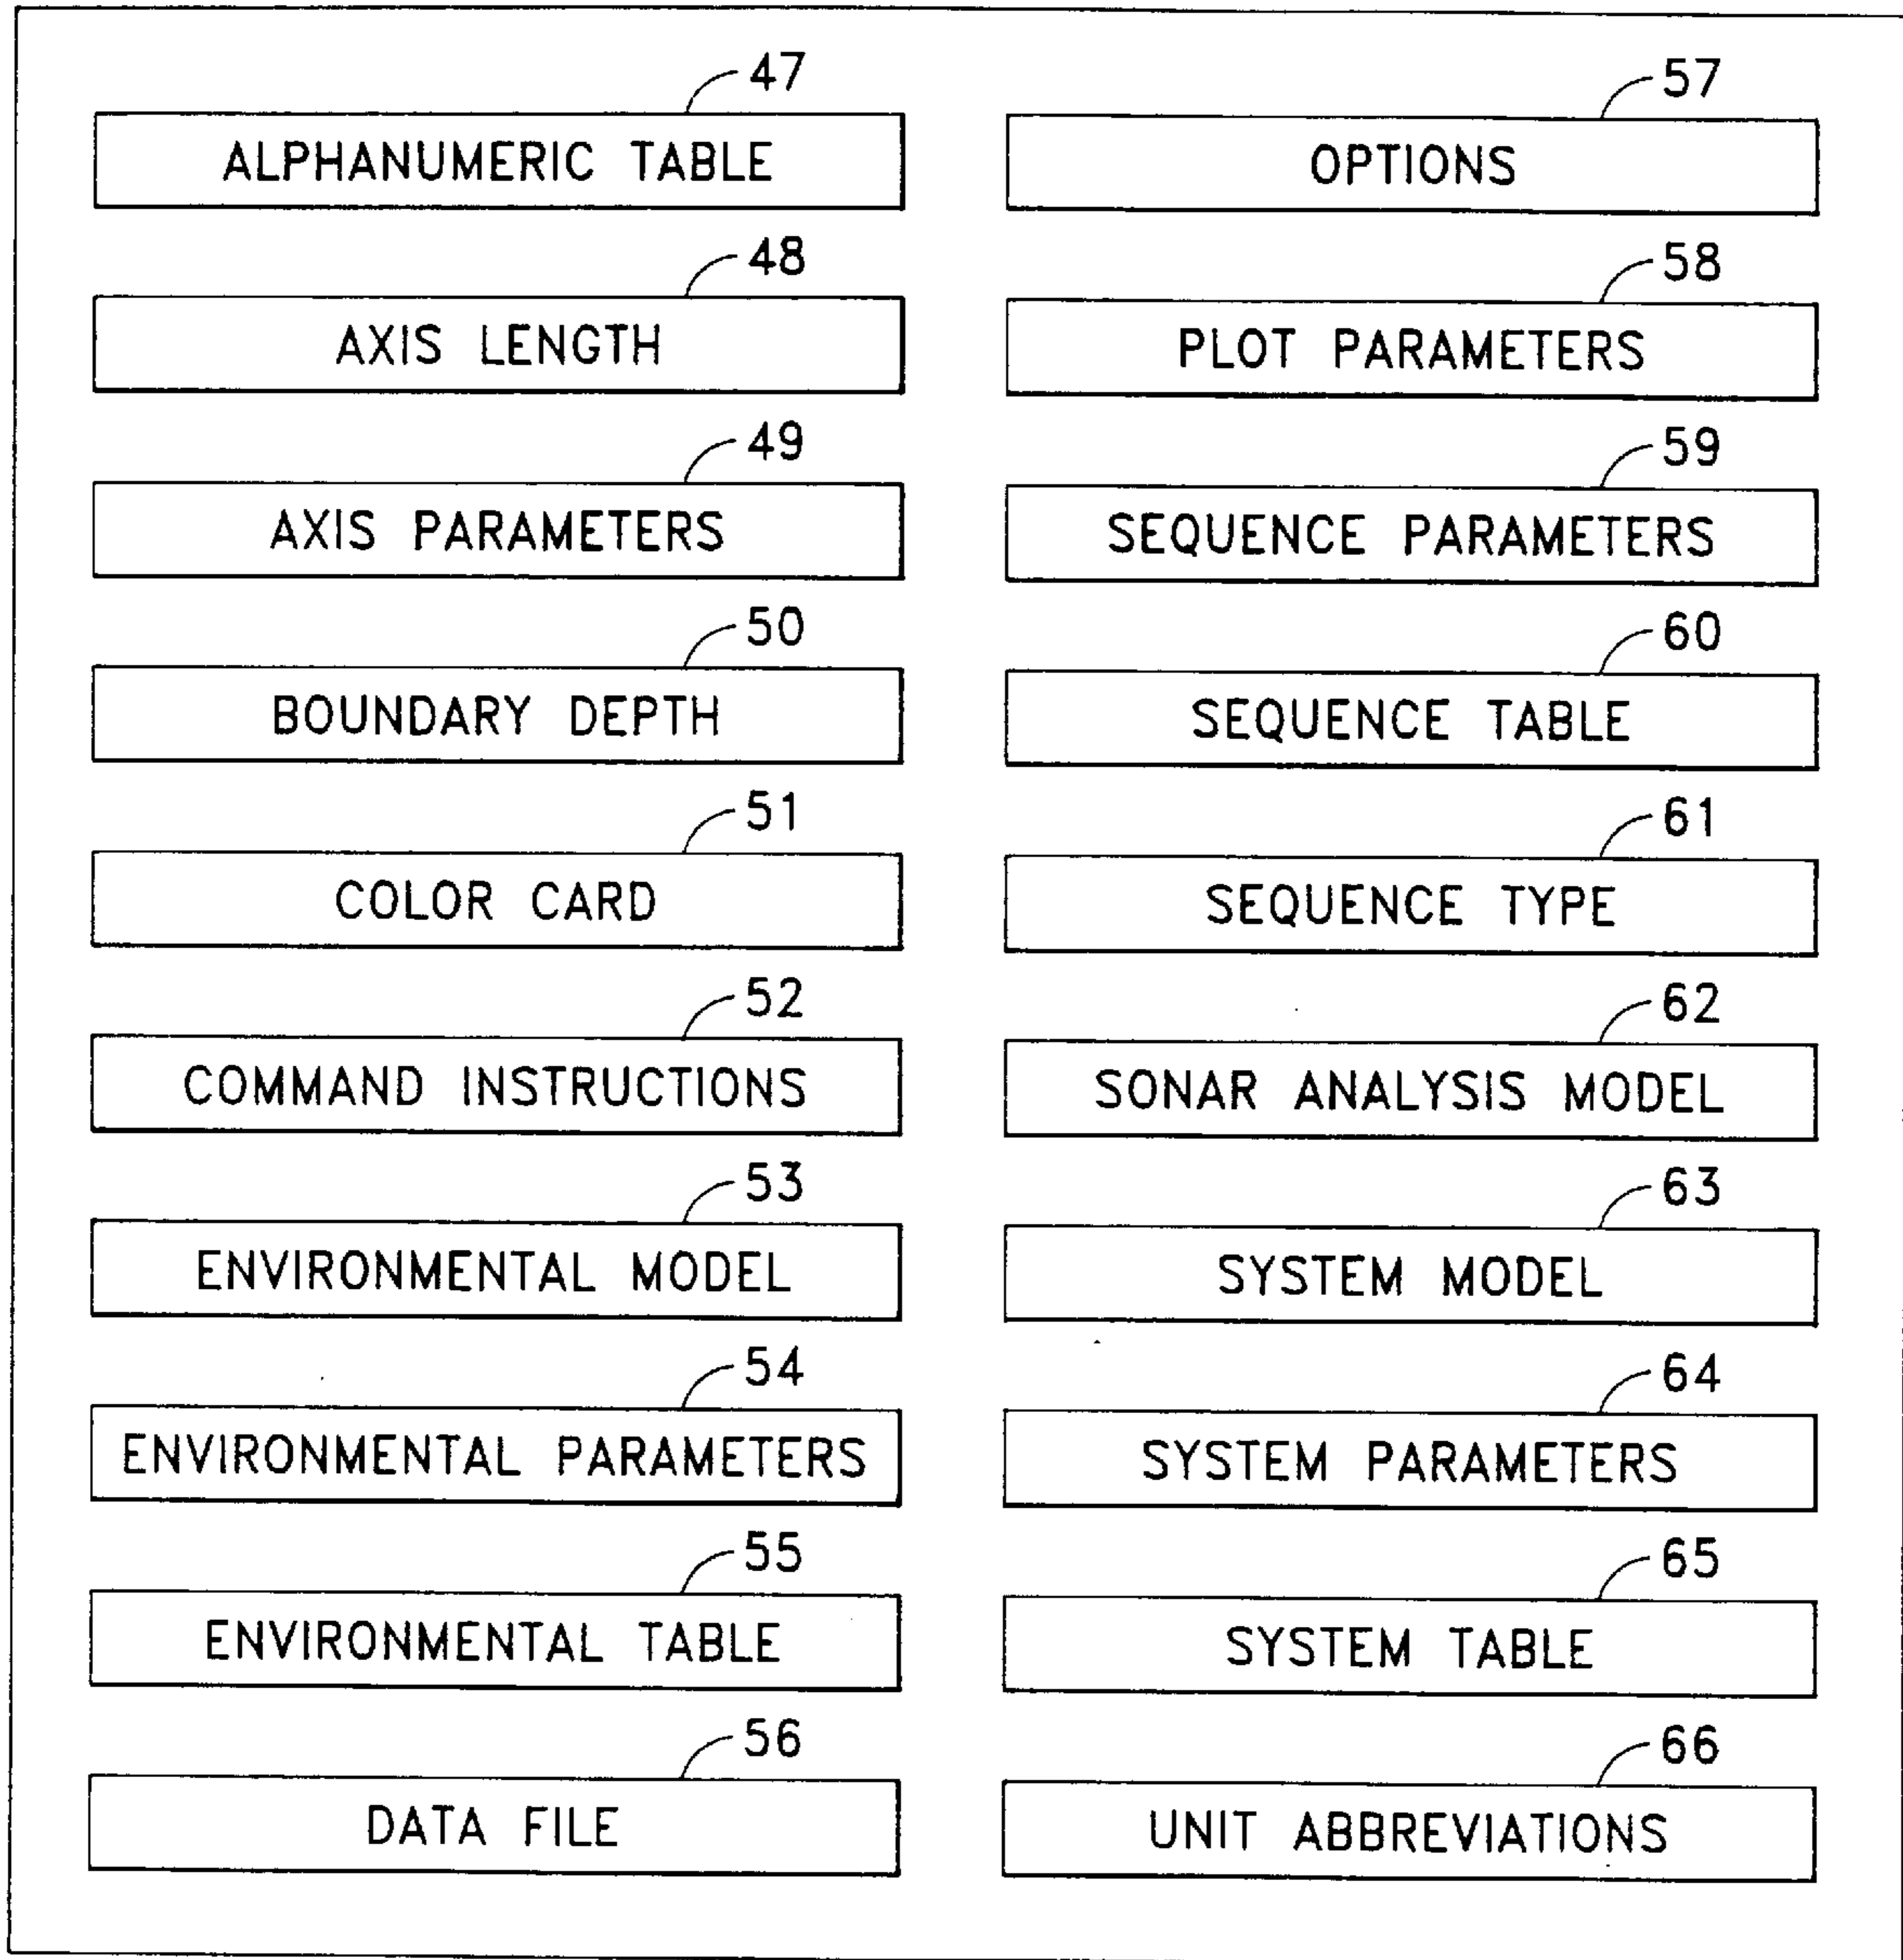 47
ALPHANUMERIC TABLE
48
AXIS LENGTH
49
AXIS PARAMETERS
50
BOUNDARY DEPTH
51
COLOR CARD
52
COMMAND INSTRUCTIONS
53
ENVIRONMENTAL MODEL
54
ENVIRONMENTAL PARAMETERS
55
ENVIRONMENTAL TABLE
56
DATA FILE
57
OPTIONS
58
PLOT PARAMETERS
59
SEQUENCE PARAMETERS
60
SEQUENCE TABLE
61
SEQUENCE TYPE
62
SONAR ANALYSIS MODEL
63
SYSTEM MODEL
64
SYSTEM PARAMETERS
65
SYSTEM TABLE
66
UNIT ABBREVIATIONS